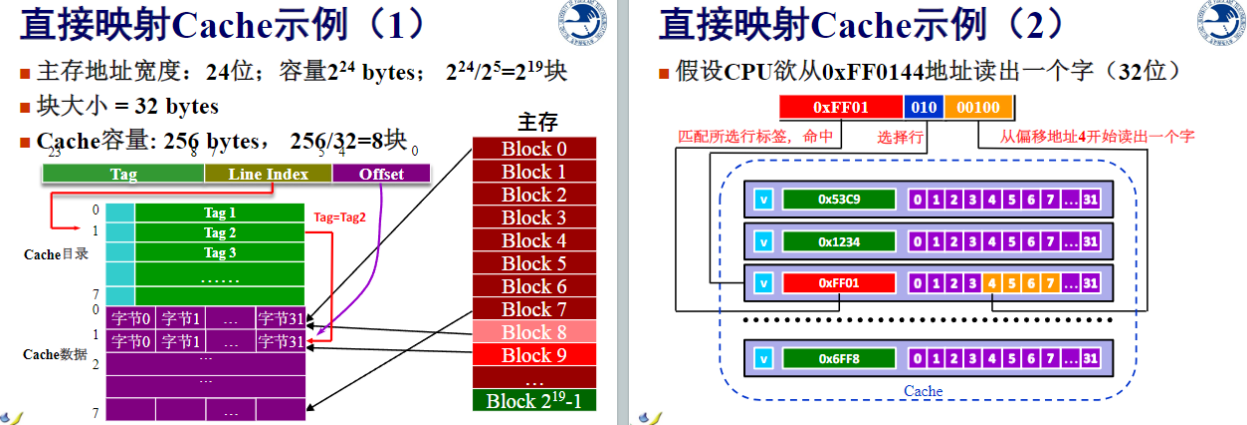 直接映射Cache示例（1）
■ 主存地址宽度：24位；容量2²⁴ bytes； 2²⁴/2⁵=2¹⁹块
■ 块大小 = 32 bytes
■ Cache容量: 256 bytes， 256/32=8块
23 8 7 5 4 0
Tag Line Index Offset
0 Tag 1
1 Tag 2
Tag 3
……
7
Tag=Tag2
Cache目录
0 字节0 字节1 … 字节31
1 字节0 字节1 … 字节31
2 …
…
7 …
Cache数据
主存
Block 0
Block 1
Block 2
Block 3
Block 4
Block 5
Block 6
Block 7
Block 8
Block 9
…
Block 2¹⁹-1
直接映射Cache示例（2）
■ 假设CPU欲从0xFF0144地址读出一个字（32位）
0xFF01 010 00100
匹配所选行标签，命中 选择行 从偏移地址4开始读出一个字
v 0x53C9 0 1 2 3 4 5 6 7 … 31
v 0x1234 0 1 2 3 4 5 6 7 … 31
v 0xFF01 0 1 2 3 4 5 6 7 … 31
v 0x6FF8 0 1 2 3 4 5 6 7 … 31
Cache